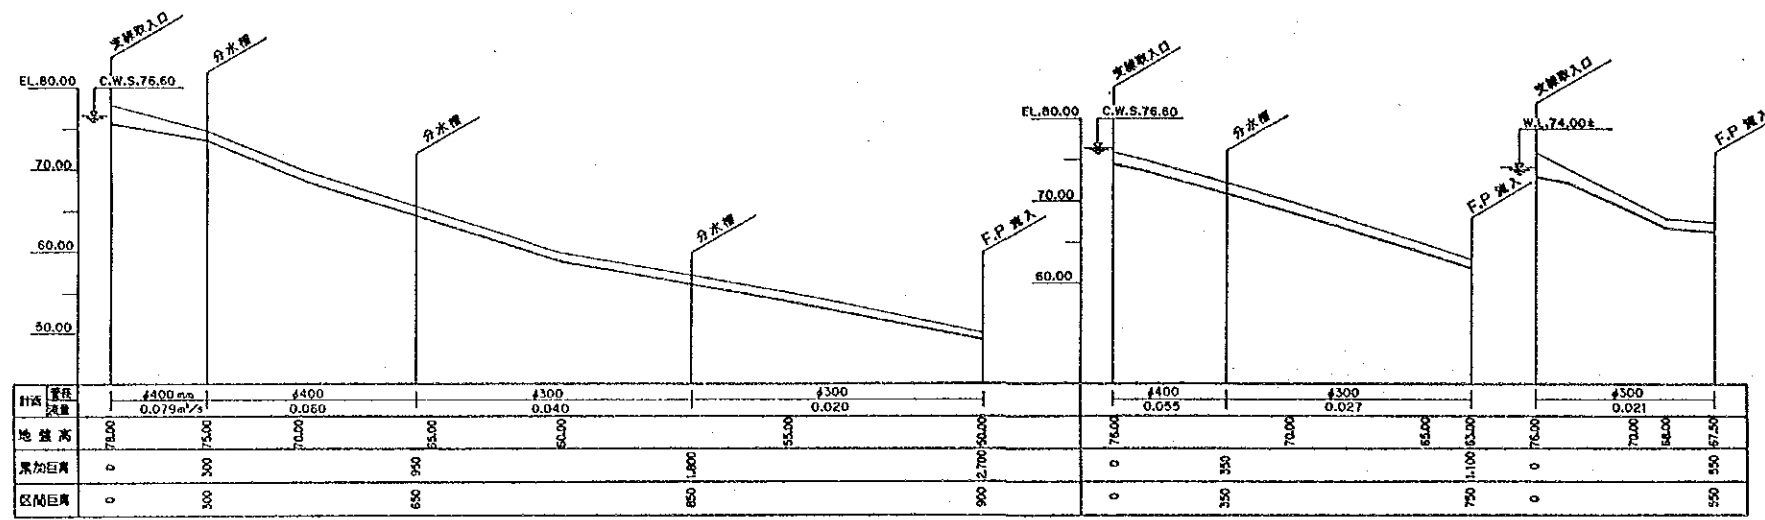 支線取入口
分水槽
EL.80.00
C.W.S.76.60
分水槽
70.00
分水槽
60.00
F.P 流入
50.00
支線取入口
EL.80.00
C.W.S.76.60
分水槽
70.00
F.P 流入
60.00
支線取入口
W.L.74.00±
F.P 流入
計画 管径 φ400 mm φ400 φ300 φ300 φ400 φ300 φ300
流量 0.079m³/s 0.060 0.040 0.020 0.055 0.027 0.021
地盤高 78.00 75.00 70.00 65.00 60.00 55.00 50.00 76.00 70.00 65.00 63.00 76.00 70.00 68.00 67.50
累加距離 0 300 950 1,800 2,700 0 350 1,100 0 550
区間距離 0 300 650 850 900 0 350 750 0 550